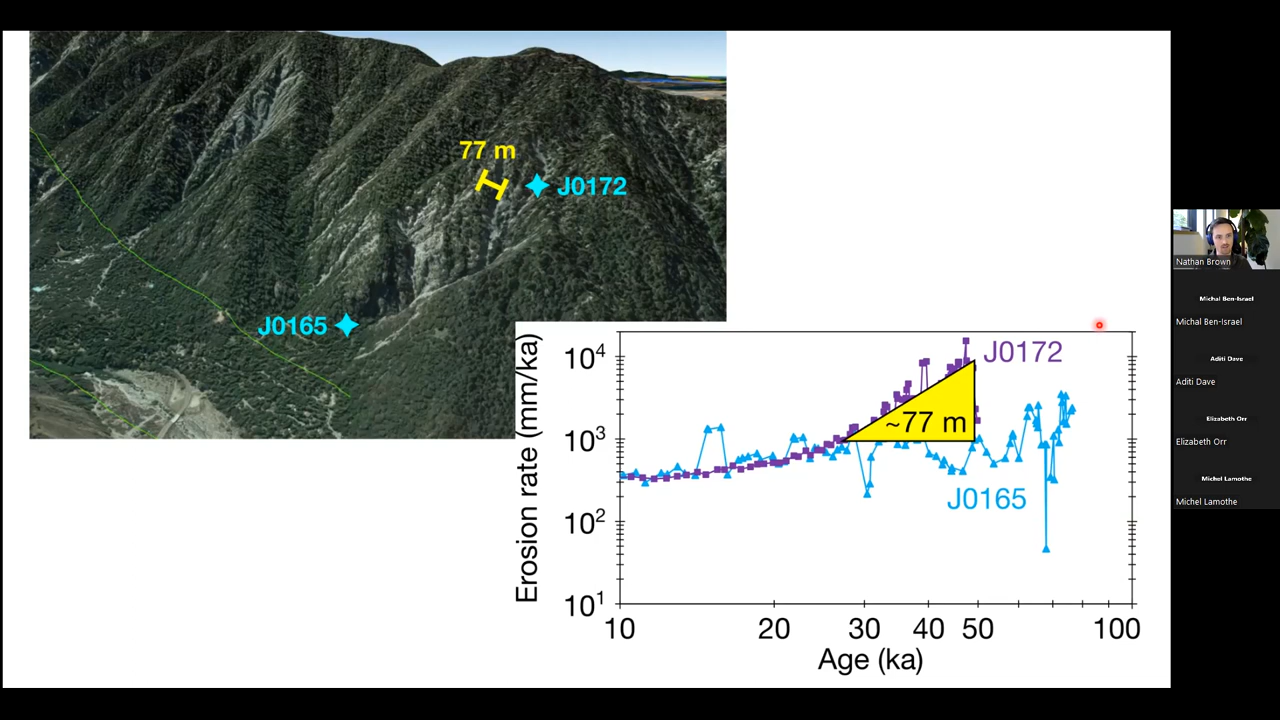 77 m
J0172
J0165
Erosion rate (mm/ka)
10⁴
10³
10²
10¹
J0172
~77 m
J0165
10
20
30
40
50
100
Age (ka)
Nathan Brown
Michal Ben-Israel
Michal Ben-Israel
Aditi Dave
Aditi Dave
Elizabeth Orr
Elizabeth Orr
Michel Lamothe
Michel Lamothe